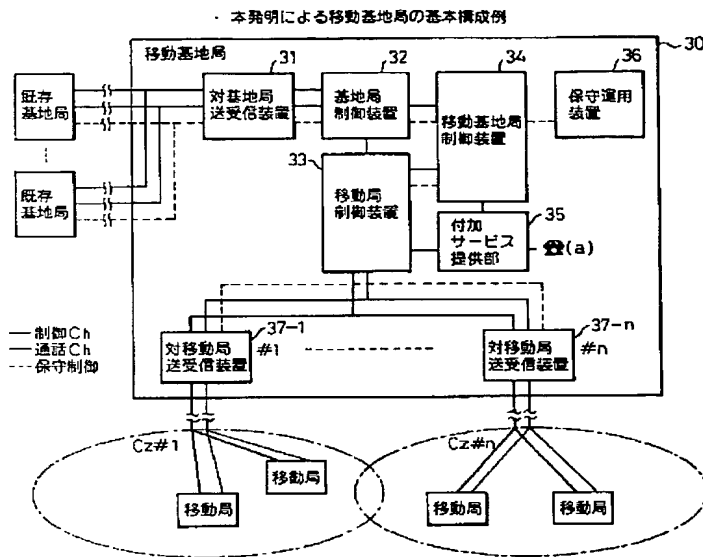 ・本発明による移動基地局の基本構成例
移動基地局
30
31
32
34
36
既存
基地局
対基地局
送受信装置
基地局
制御装置
移動基地局
制御装置
保守運用
装置
33
既存
基地局
移動局
制御装置
35
付加
サービス
提供部
☎(a)
制御Ch
通話Ch
保守制御
37-1
#1
対移動局
送受信装置
37-n
#n
対移動局
送受信装置
Cz#1
移動局
移動局
Cz#n
移動局
移動局